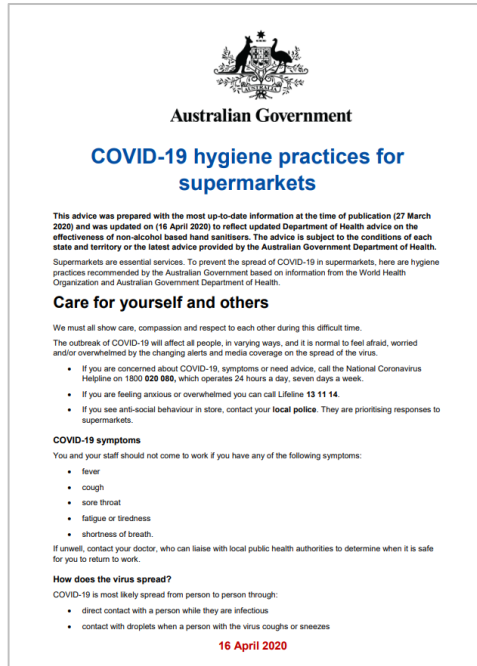 AUSTRALIA
Australian Government
COVID-19 hygiene practices for
supermarkets
This advice was prepared with the most up-to-date information at the time of publication (27 March
2020) and was updated on (16 April 2020) to reflect updated Department of Health advice on the
effectiveness of non-alcohol based hand sanitisers. The advice is subject to the conditions of each
state and territory or the latest advice provided by the Australian Government Department of Health.
Supermarkets are essential services. To prevent the spread of COVID-19 in supermarkets, here are hygiene
practices recommended by the Australian Government based on information from the World Health
Organization and Australian Government Department of Health.
Care for yourself and others
We must all show care, compassion and respect to each other during this difficult time.
The outbreak of COVID-19 will affect all people, in varying ways, and it is normal to feel afraid, worried
and/or overwhelmed by the changing alerts and media coverage on the spread of the virus.
• If you are concerned about COVID-19, symptoms or need advice, call the National Coronavirus
Helpline on 1800 020 080, which operates 24 hours a day, seven days a week.
• If you are feeling anxious or overwhelmed you can call Lifeline 13 11 14.
• If you see anti-social behaviour in store, contact your local police. They are prioritising responses to
supermarkets.
COVID-19 symptoms
You and your staff should not come to work if you have any of the following symptoms:
• fever
• cough
• sore throat
• fatigue or tiredness
• shortness of breath.
If unwell, contact your doctor, who can liaise with local public health authorities to determine when it is safe
for you to return to work.
How does the virus spread?
COVID-19 is most likely spread from person to person through:
• direct contact with a person while they are infectious
• contact with droplets when a person with the virus coughs or sneezes
16 April 2020